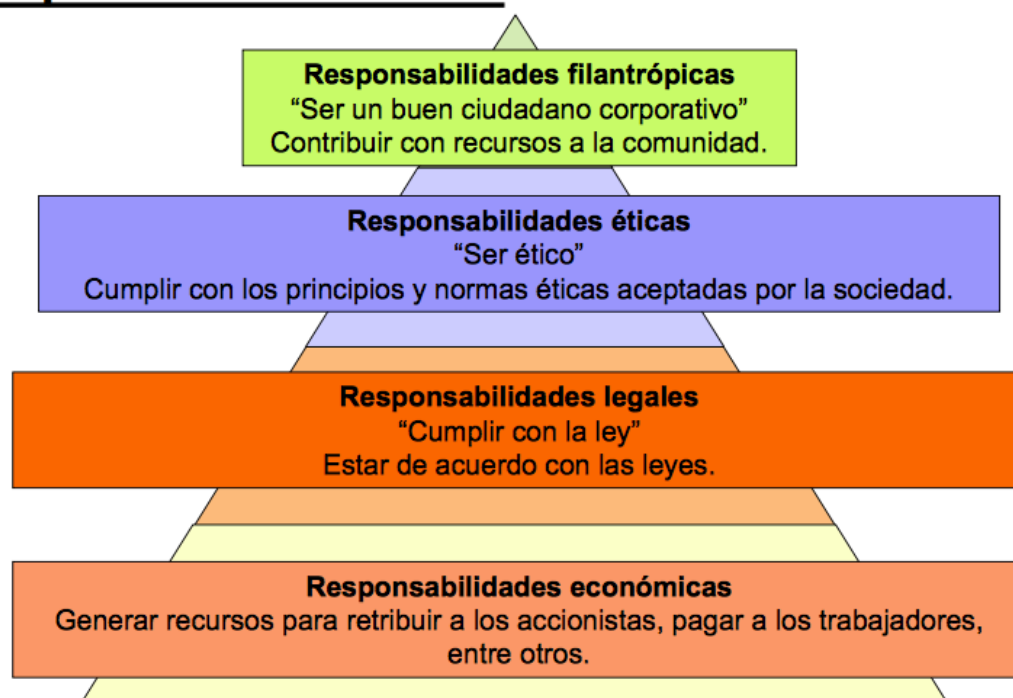 Responsabilidades filantrópicas
“Ser un buen ciudadano corporativo”
Contribuir con recursos a la comunidad.
Responsabilidades éticas
“Ser ético”
Cumplir con los principios y normas éticas aceptadas por la sociedad.
Responsabilidades legales
“Cumplir con la ley”
Estar de acuerdo con las leyes.
Responsabilidades económicas
Generar recursos para retribuir a los accionistas, pagar a los trabajadores,
entre otros.